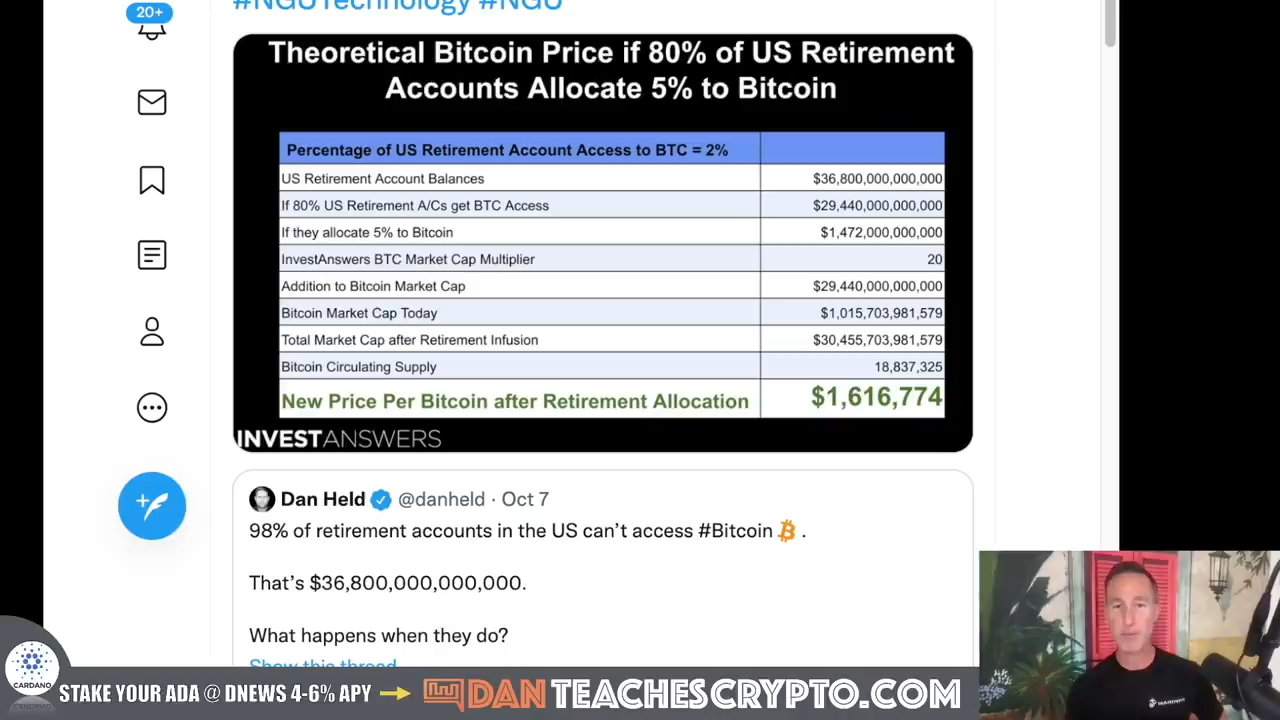 20+
#NGUTechnology #NGU
Theoretical Bitcoin Price if 80% of US Retirement
Accounts Allocate 5% to Bitcoin
Percentage of US Retirement Account Access to BTC = 2%
US Retirement Account Balances $36,800,000,000,000
If 80% US Retirement A/Cs get BTC Access $29,440,000,000,000
If they allocate 5% to Bitcoin $1,472,000,000,000
InvestAnswers BTC Market Cap Multiplier 20
Addition to Bitcoin Market Cap $29,440,000,000,000
Bitcoin Market Cap Today $1,015,703,981,579
Total Market Cap after Retirement Infusion $30,455,703,981,579
Bitcoin Circulating Supply 18,837,325
New Price Per Bitcoin after Retirement Allocation $1,616,774
INVESTANSWERS
Dan Held @danheld · Oct 7
98% of retirement accounts in the US can’t access #Bitcoin .
That’s $36,800,000,000,000.
What happens when they do?
Show this thread
CARDANO
STAKE YOUR ADA @ DNEWS 4-6% APY
DANTEACHESCRYPTO.COM
MARINES